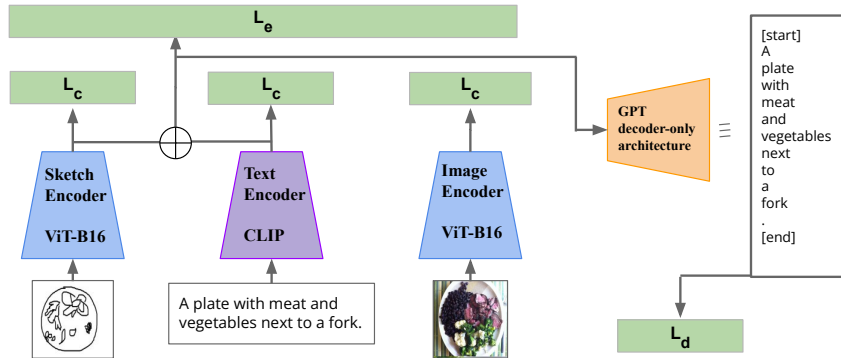 L_e
L_c
L_c
L_c
Sketch
Encoder
ViT-B16
Text
Encoder
CLIP
Image
Encoder
ViT-B16
A plate with meat and
vegetables next to a fork.
GPT
decoder-only
architecture
[start]
A
plate
with
meat
and
vegetables
next
to
a
fork
.
[end]
L_d